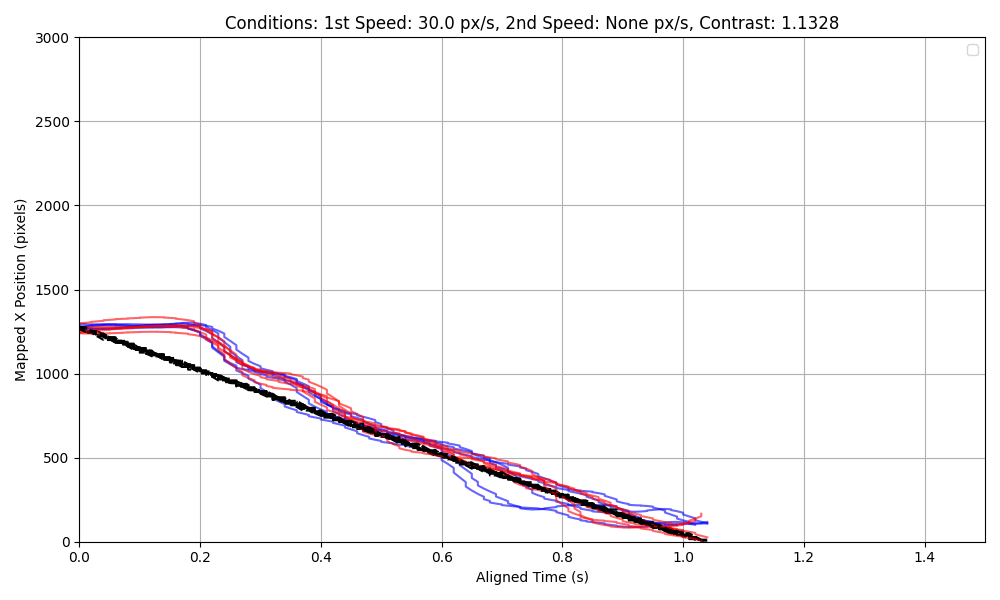 Conditions: 1st Speed: 30.0 px/s, 2nd Speed: None px/s, Contrast: 1.1328
3000
2500
2000
1500
1000
500
0
Mapped X Position (pixels)
0.0 0.2 0.4 0.6 0.8 1.0 1.2 1.4
Aligned Time (s)